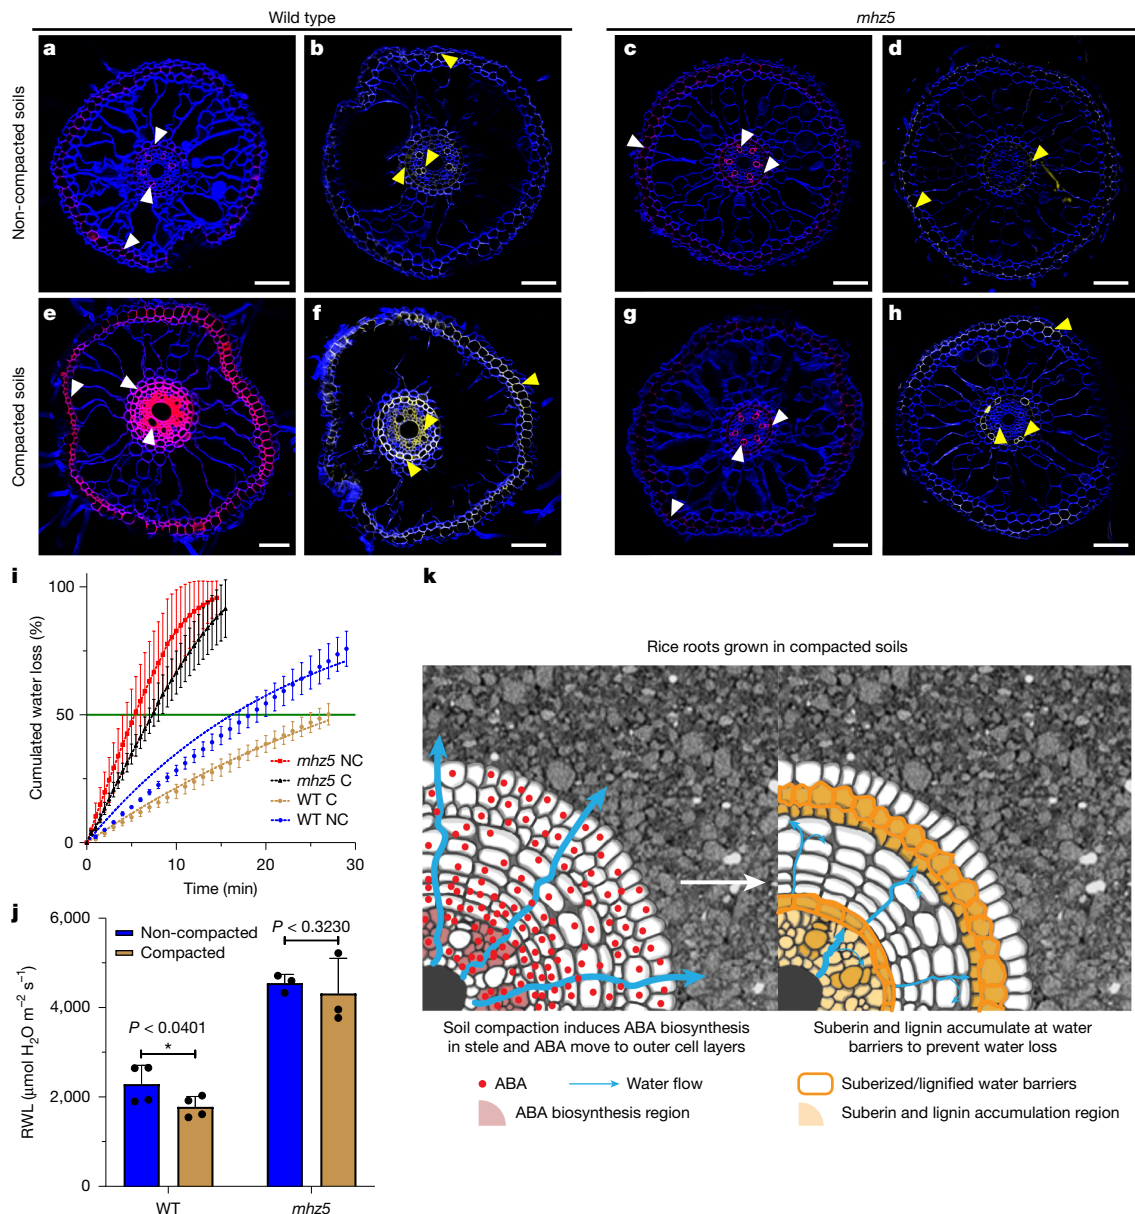 Wild type
mhz5
Non-compacted soils
a
b
c
d
Compacted soils
e
f
g
h
i
Cumulated water loss (%)
100
50
0
mhz5 NC
mhz5 C
WT C
WT NC
0
10
20
30
Time (min)
j
RWL (μmol H₂O m⁻² s⁻¹)
6,000
4,000
2,000
0
Non-compacted
Compacted
P < 0.0401
*
P < 0.3230
WT
mhz5
k
Rice roots grown in compacted soils
Soil compaction induces ABA biosynthesis
in stele and ABA move to outer cell layers
Suberin and lignin accumulate at water
barriers to prevent water loss
ABA
Water flow
ABA biosynthesis region
Suberized/lignified water barriers
Suberin and lignin accumulation region